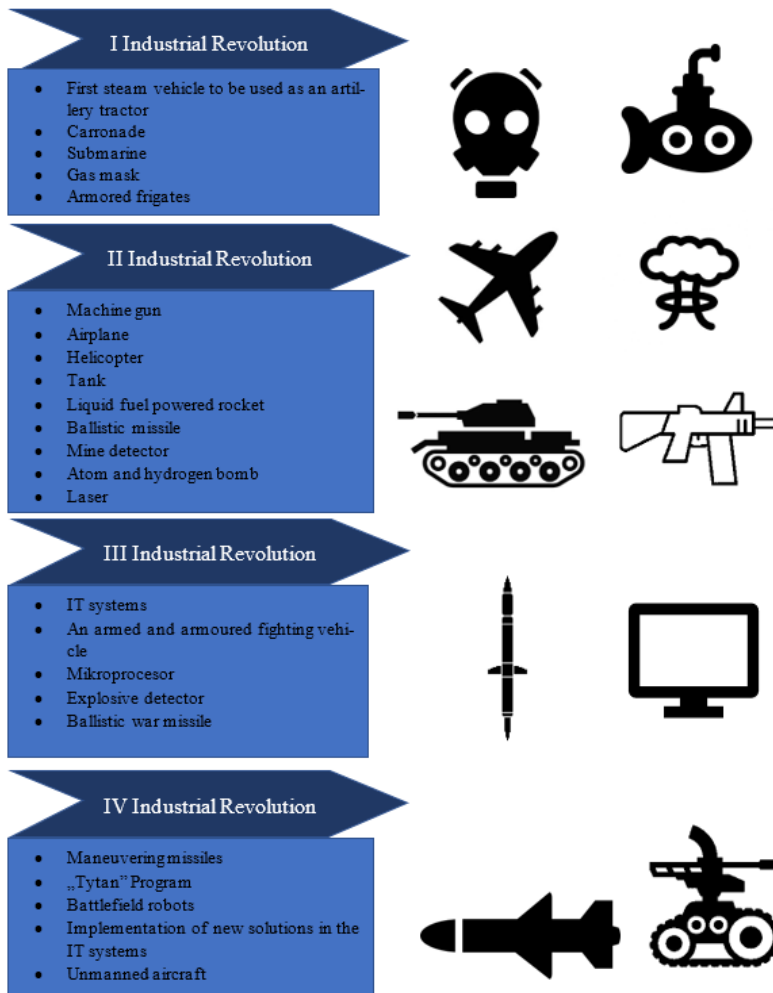 I Industrial Revolution
• First steam vehicle to be used as an artil-
lery tractor
• Carronade
• Submarine
• Gas mask
• Armored frigates
II Industrial Revolution
• Machine gun
• Airplane
• Helicopter
• Tank
• Liquid fuel powered rocket
• Ballistic missile
• Mine detector
• Atom and hydrogen bomb
• Laser
III Industrial Revolution
• IT systems
• An armed and armoured fighting vehi-
cle
• Mikroprocesor
• Explosive detector
• Ballistic war missile
IV Industrial Revolution
• Maneuvering missiles
• „Tytan” Program
• Battlefield robots
• Implementation of new solutions in the
IT systems
• Unmanned aircraft